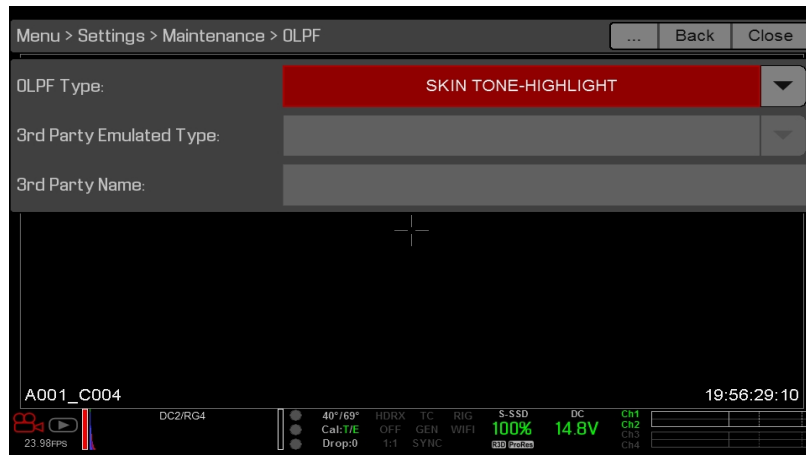 Menu > Settings > Maintenance > OLPF ... Back Close
OLPF Type: SKIN TONE-HIGHLIGHT
3rd Party Emulated Type:
3rd Party Name:
A001_C004 19:56:29:10
DC2/RG4 40°/69° HDRX TC RIG S-SSD DC Ch1
Cal:T/E OFF GEN WIFI 100% 14.8V Ch2
23.98FPS Drop:0 1:1 SYNC R3D ProRes Ch3
Ch4